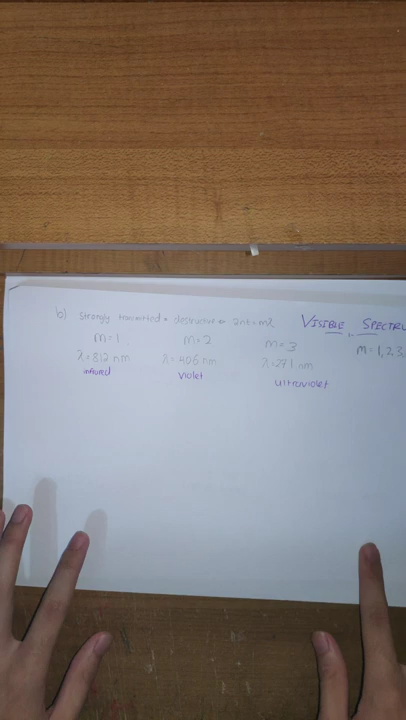 b) Strongly transmitted → destructive → 2nt = mλ
VISIBLE SPECTRU
m = 1 m = 2 m = 3 m = 1, 2, 3,
λ = 812 nm λ = 406 nm λ = 271 nm
infrared violet ultraviolet